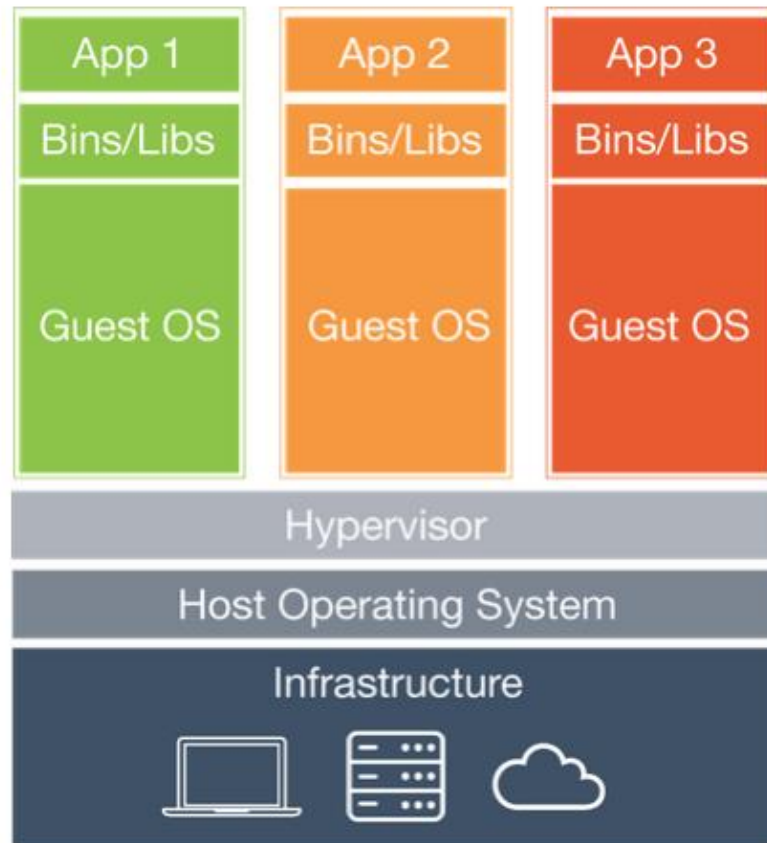 App 1
App 2
App 3
Bins/Libs
Bins/Libs
Bins/Libs
Guest OS
Guest OS
Guest OS
Hypervisor
Host Operating System
Infrastructure